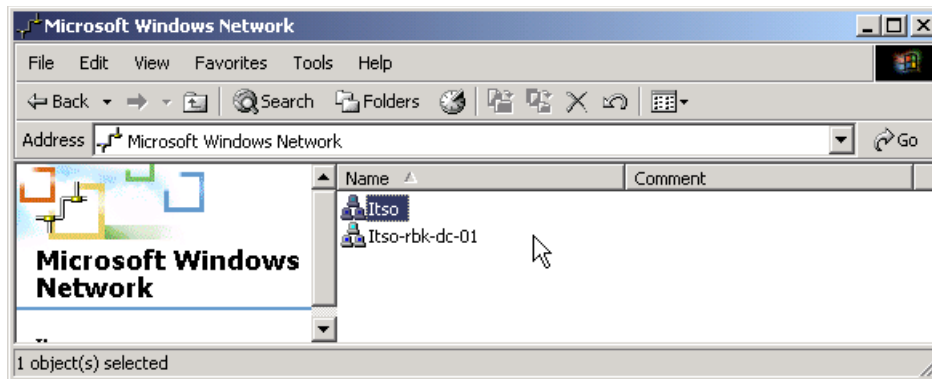 Microsoft Windows Network
File Edit View Favorites Tools Help
Back Search Folders
Address Microsoft Windows Network Go
Name Comment
Itso
Itso-rbk-dc-01
Microsoft Windows
Network
1 object(s) selected